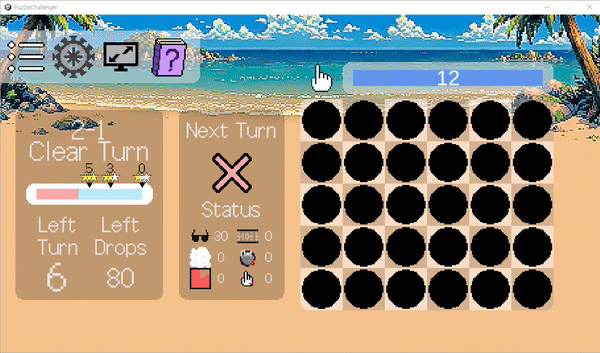 PuzzleChallenger
12
2-1
Clear Turn
5 3 0
Left Left
Turn Drops
6 80
Next Turn
Status
30 0
0 0
0 0
?